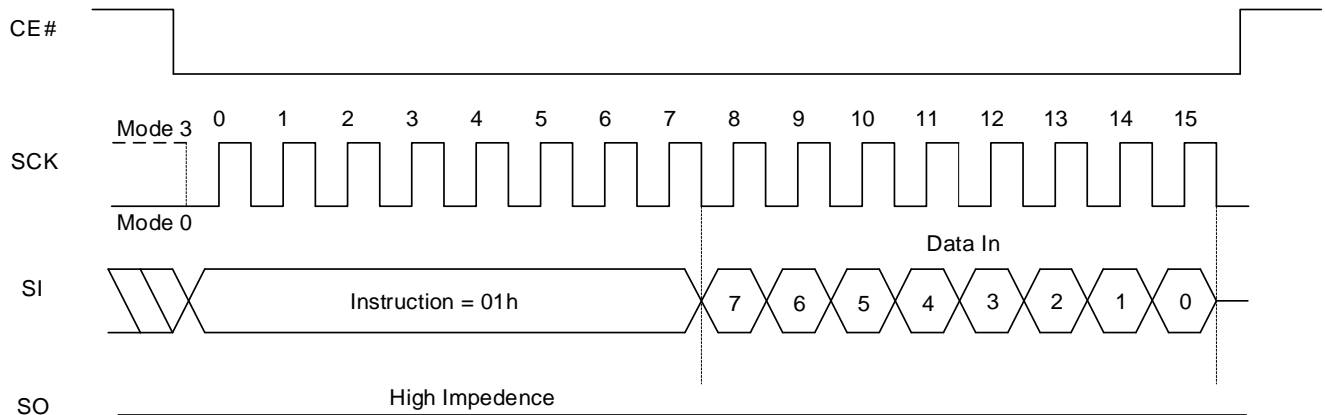 CE#
0 1 2 3 4 5 6 7 8 9 10 11 12 13 14 15
Mode 3
SCK
Mode 0
Data In
SI
Instruction = 01h
7 6 5 4 3 2 1 0
High Impedence
SO